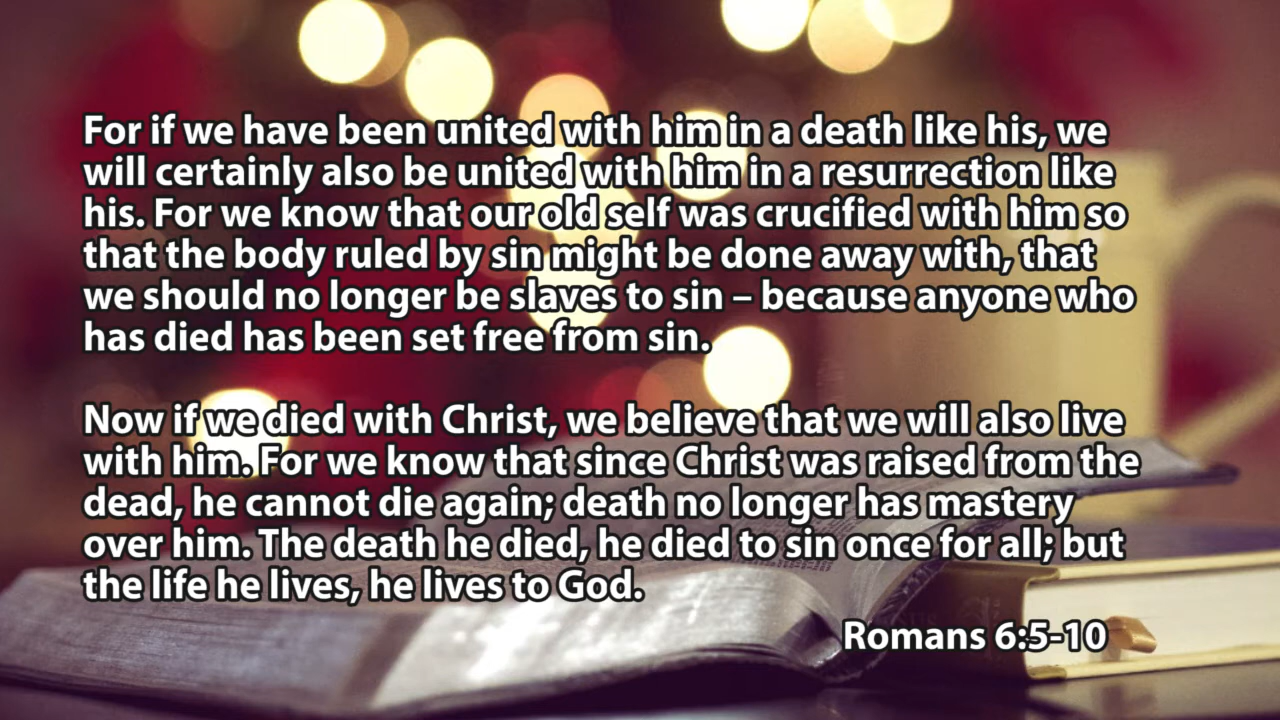 For if we have been united with him in a death like his, we
will certainly also be united with him in a resurrection like
his. For we know that our old self was crucified with him so
that the body ruled by sin might be done away with, that
we should no longer be slaves to sin – because anyone who
has died has been set free from sin.
Now if we died with Christ, we believe that we will also live
with him. For we know that since Christ was raised from the
dead, he cannot die again; death no longer has mastery
over him. The death he died, he died to sin once for all; but
the life he lives, he lives to God.
Romans 6:5-10